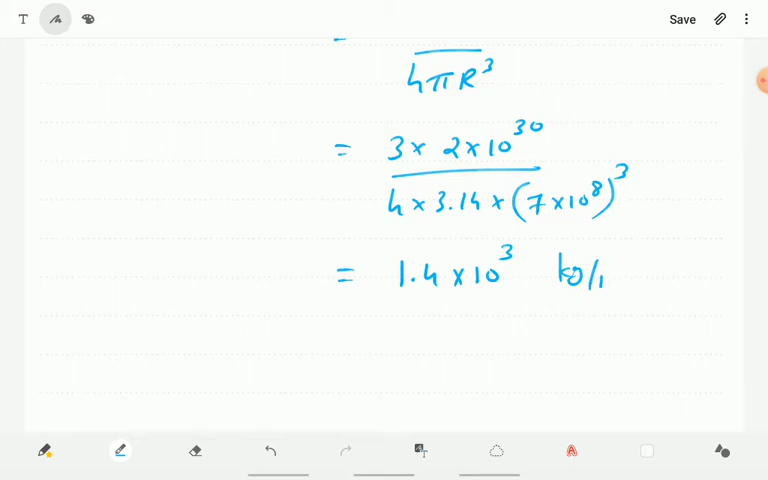 Save
=
4πR³
= 3 × 2 × 10³⁰
4 × 3.14 × (7 × 10⁸)³
= 1.4 × 10³ kg/